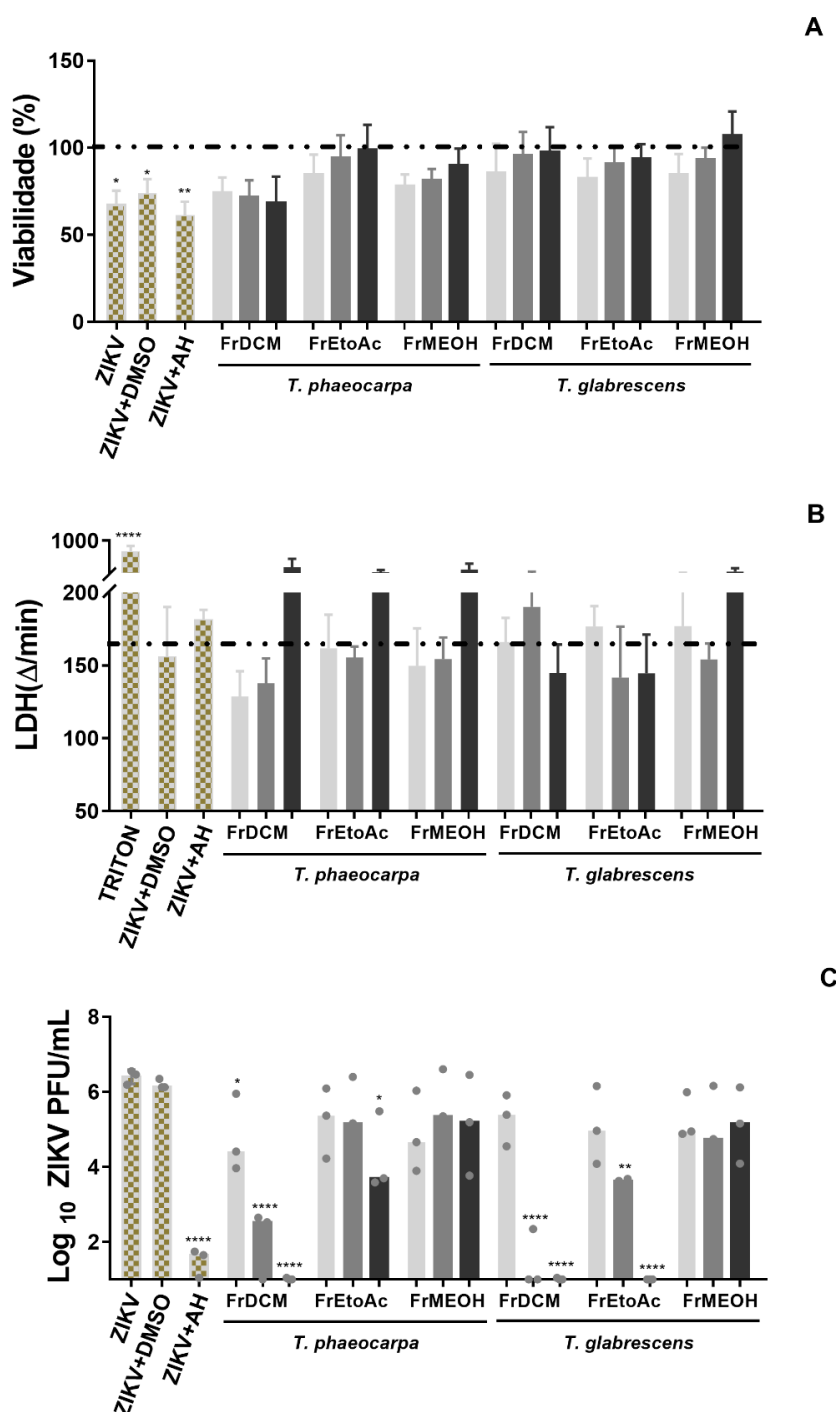 A
Viabilidade (%)
150
100
50
0
*
*
**
ZIKV
ZIKV+DMSO
ZIKV+AH
FrDCM FrEtoAc FrMEOH FrDCM FrEtoAc FrMEOH
T. phaeocarpa T. glabrescens
B
LDH(Δ/min)
1000
200
150
100
50
****
TRITON
ZIKV+DMSO
ZIKV+AH
FrDCM FrEtoAc FrMEOH FrDCM FrEtoAc FrMEOH
T. phaeocarpa T. glabrescens
C
Log 10 ZIKV PFU/mL
8
6
4
2
****
*
****
****
*
****
****
**
****
ZIKV
ZIKV+DMSO
ZIKV+AH
FrDCM FrEtoAc FrMEOH FrDCM FrEtoAc FrMEOH
T. phaeocarpa T. glabrescens